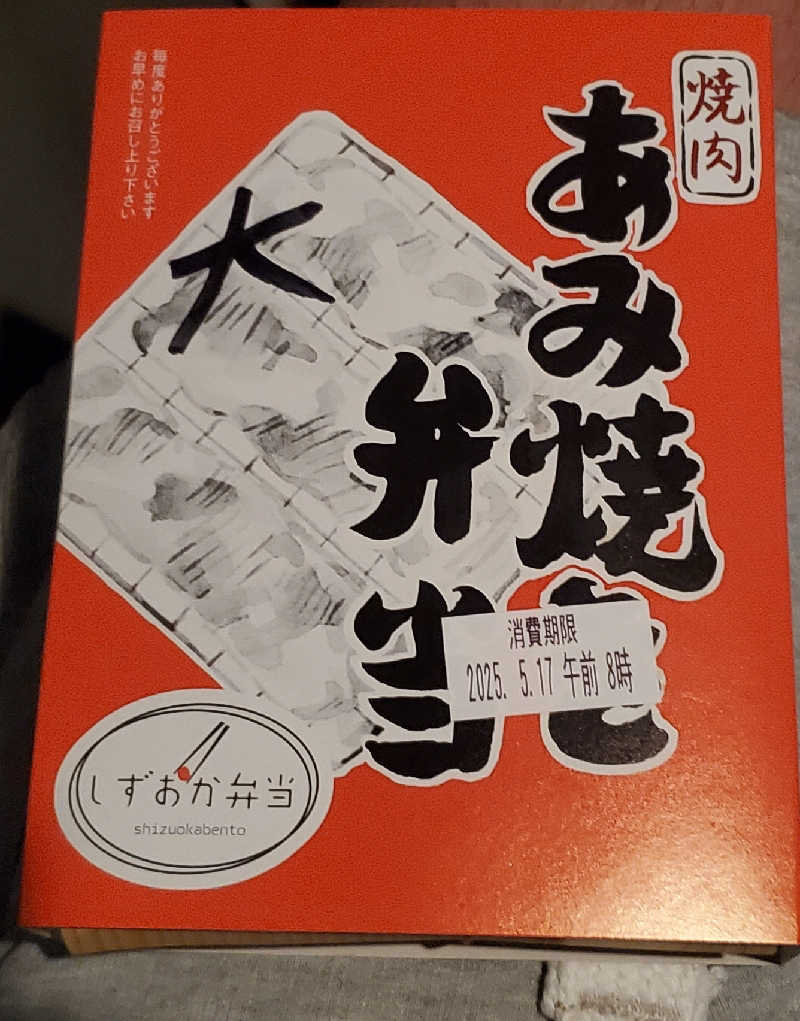 焼肉
あみ焼き
弁当
大
毎度ありがとうございます
お早めにお召し上り下さい
消費期限
2025. 5.17 午前 8時
しずおか弁当
shizuokabento